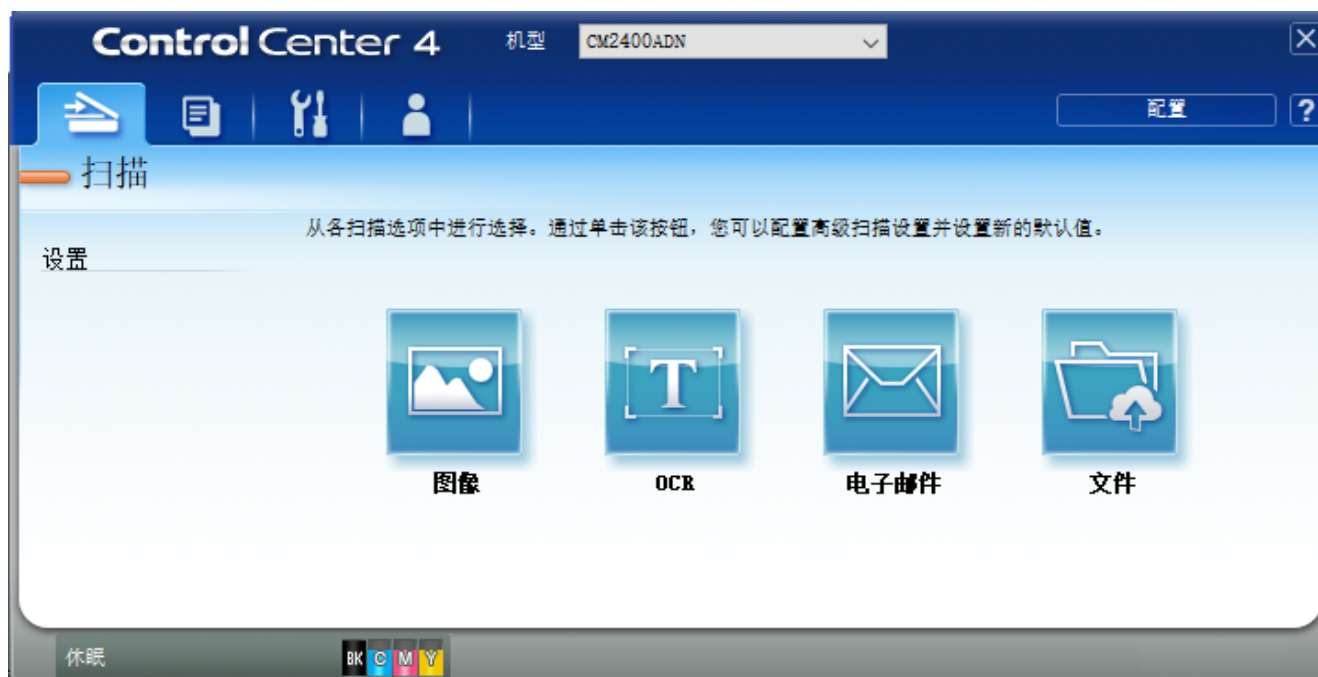 Control Center 4 机型 CM2400ADN
配置 ?
扫描
从各扫描选项中进行选择。通过单击该按钮，您可以配置高级扫描设置并设置新的默认值。
设置
T
图像 OCR 电子邮件 文件
休眠 BK C M Y